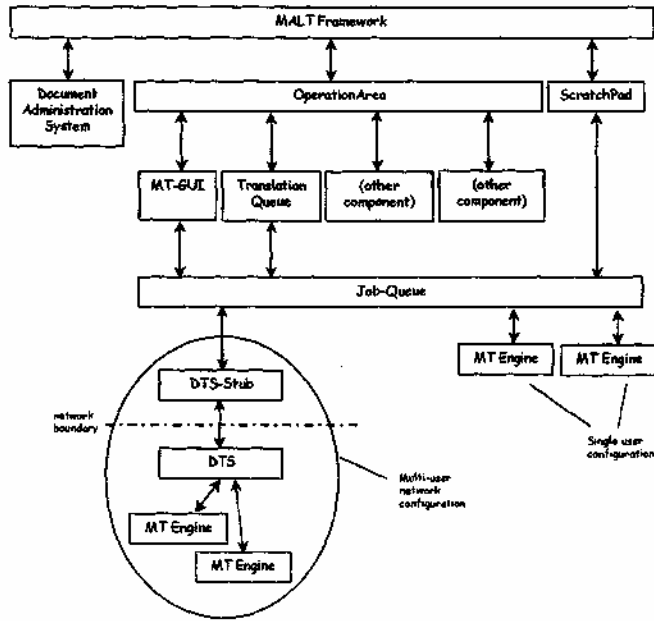 MALT Framework
Document
Administration
System
OperationArea
ScratchPad
MT-GUI
Translation
Queue
(other
component)
(other
component)
Job-Queue
MT Engine
MT Engine
DTS-Stub
network
boundary
DTS
Single user
configuration
Multi-user
network
configuration
MT Engine
MT Engine